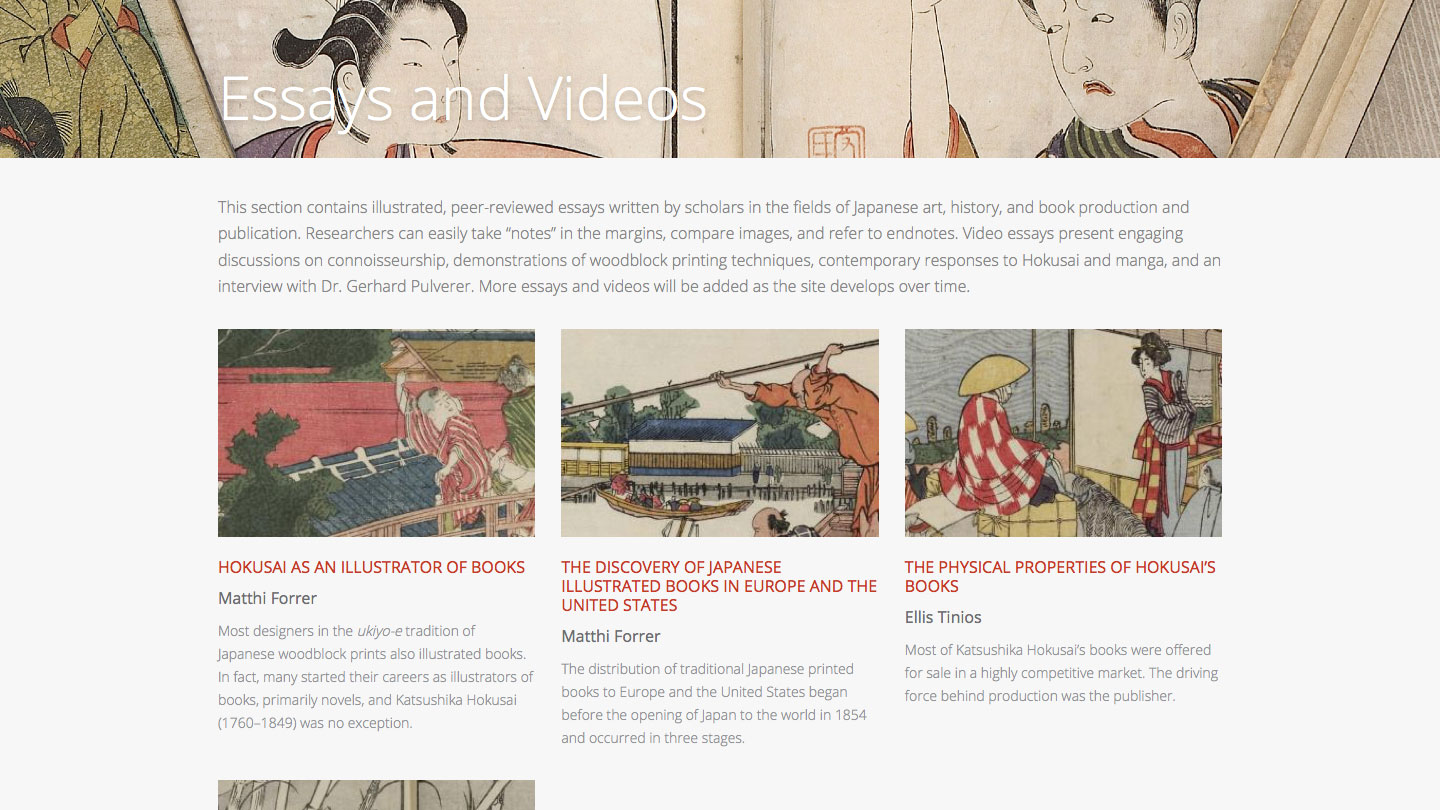 Essays and Videos
This section contains illustrated, peer-reviewed essays written by scholars in the fields of Japanese art, history, and book production and
publication. Researchers can easily take “notes” in the margins, compare images, and refer to endnotes. Video essays present engaging
discussions on connoisseurship, demonstrations of woodblock printing techniques, contemporary responses to Hokusai and manga, and an
interview with Dr. Gerhard Pulverer. More essays and videos will be added as the site develops over time.
HOKUSAI AS AN ILLUSTRATOR OF BOOKS
Matthi Forrer
Most designers in the ukiyo-e tradition of
Japanese woodblock prints also illustrated books.
In fact, many started their careers as illustrators of
books, primarily novels, and Katsushika Hokusai
(1760–1849) was no exception.
THE DISCOVERY OF JAPANESE
ILLUSTRATED BOOKS IN EUROPE AND THE
UNITED STATES
Matthi Forrer
The distribution of traditional Japanese printed
books to Europe and the United States began
before the opening of Japan to the world in 1854
and occurred in three stages.
THE PHYSICAL PROPERTIES OF HOKUSAI’S
BOOKS
Ellis Tinios
Most of Katsushika Hokusai’s books were offered
for sale in a highly competitive market. The driving
force behind production was the publisher.